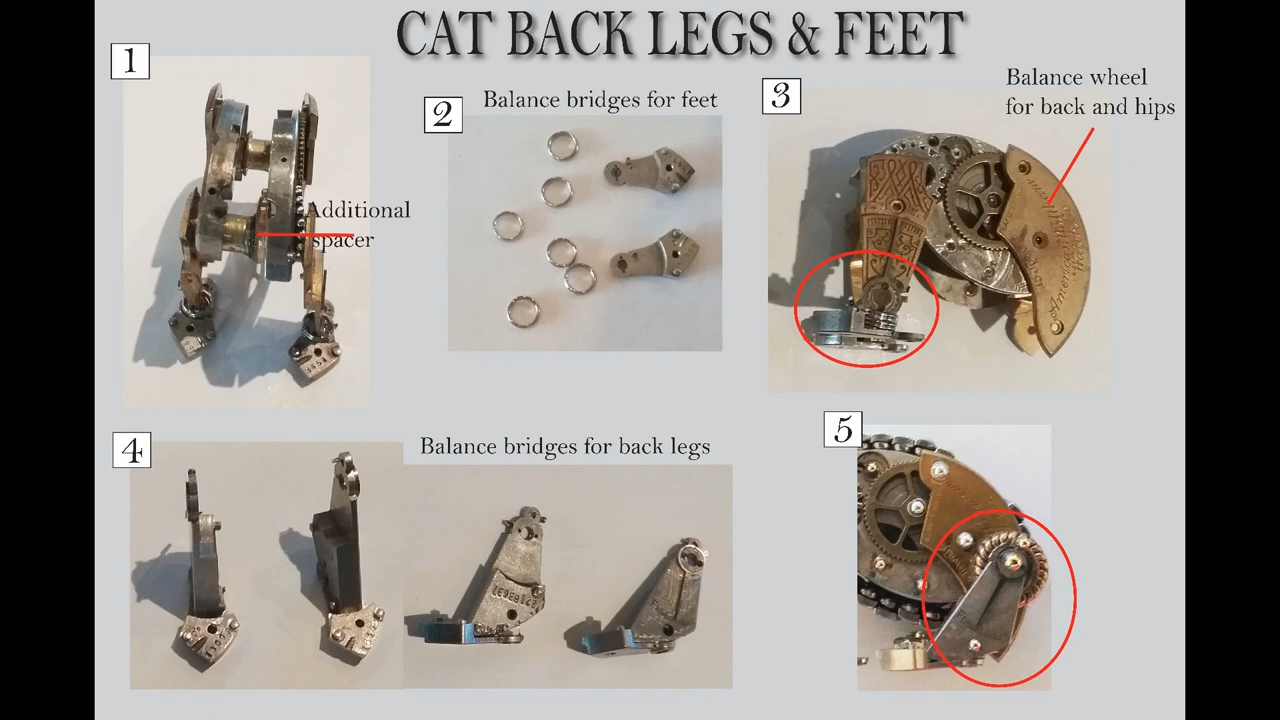 CAT BACK LEGS & FEET
1
Additional
spacer
2
Balance bridges for feet
3
Balance wheel
for back and hips
American
4
Balance bridges for back legs
5